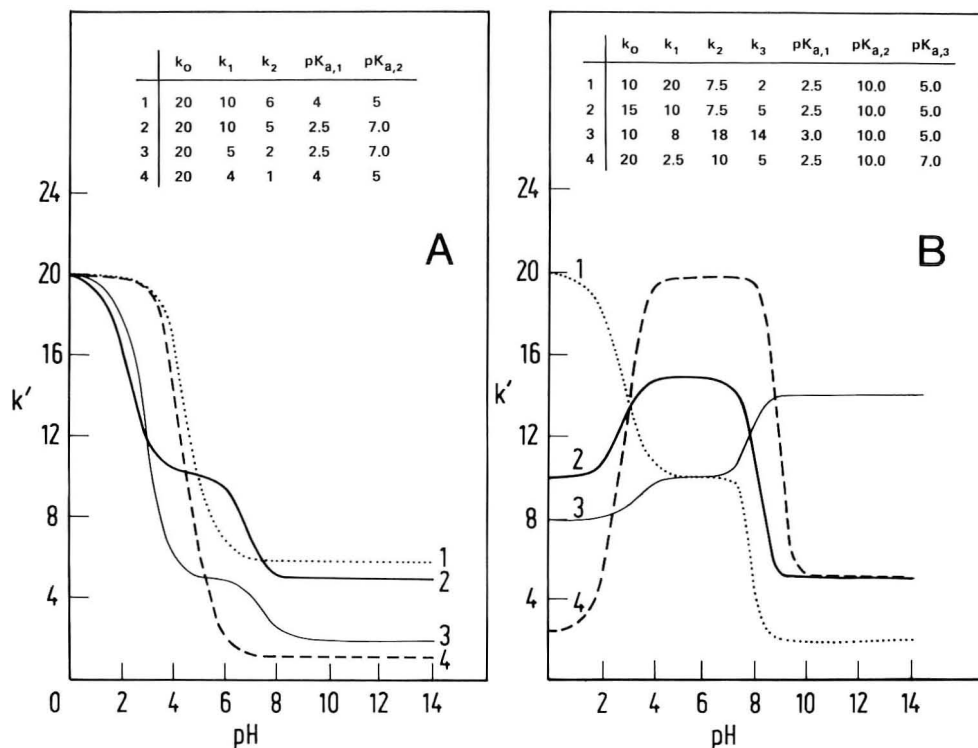 k₀ k₁ k₂ pKₐ,₁ pKₐ,₂
1 20 10 6 4 5
2 20 10 5 2.5 7.0
3 20 5 2 2.5 7.0
4 20 4 1 4 5
A
24
20
16
k′
12
8
4
0 2 4 6 8 10 12 14
pH
1
2
3
4
k₀ k₁ k₂ k₃ pKₐ,₁ pKₐ,₂ pKₐ,₃
1 10 20 7.5 2 2.5 10.0 5.0
2 15 10 7.5 5 2.5 10.0 5.0
3 10 8 18 14 3.0 10.0 5.0
4 20 2.5 10 5 2.5 10.0 7.0
B
24
20
16
k′
12
8
4
2 4 6 8 10 12 14
pH
1
2
3
4